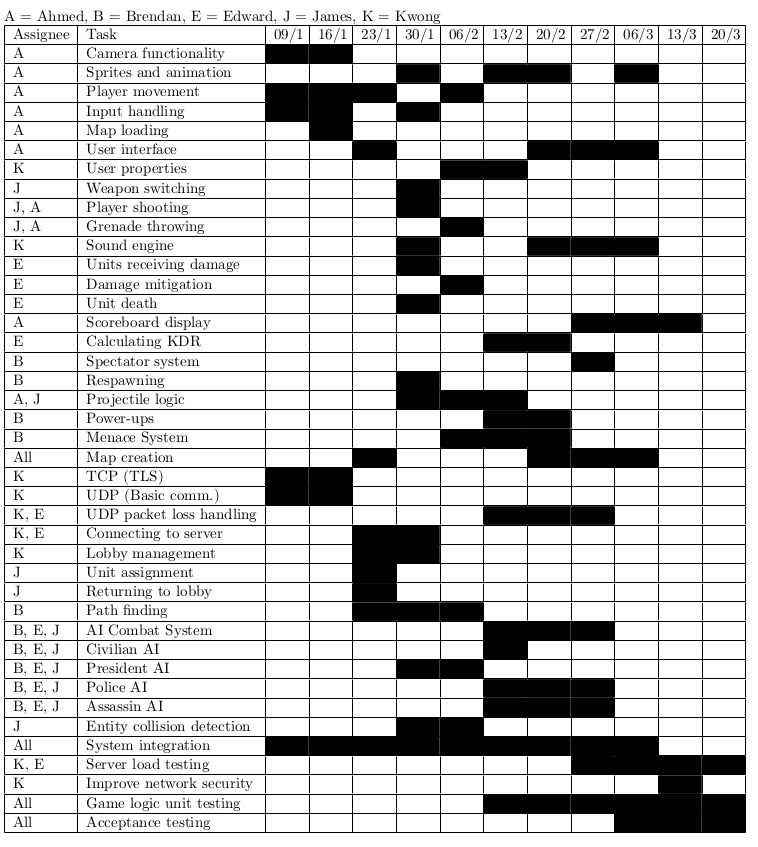 A = Ahmed, B = Brendan, E = Edward, J = James, K = Kwong
Assignee Task 09/1 16/1 23/1 30/1 06/2 13/2 20/2 27/2 06/3 13/3 20/3
A Camera functionality
A Sprites and animation
A Player movement
A Input handling
A Map loading
A User interface
K User properties
J Weapon switching
J, A Player shooting
J, A Grenade throwing
K Sound engine
E Units receiving damage
E Damage mitigation
E Unit death
A Scoreboard display
E Calculating KDR
B Spectator system
B Respawning
A, J Projectile logic
B Power-ups
B Menace System
All Map creation
K TCP (TLS)
K UDP (Basic comm.)
K, E UDP packet loss handling
K, E Connecting to server
K Lobby management
J Unit assignment
J Returning to lobby
B Path finding
B, E, J AI Combat System
B, E, J Civilian AI
B, E, J President AI
B, E, J Police AI
B, E, J Assassin AI
J Entity collision detection
All System integration
K, E Server load testing
K Improve network security
All Game logic unit testing
All Acceptance testing